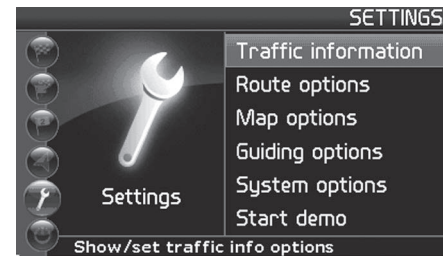 SETTINGS
Traffic information
Route options
Map options
Guiding options
System options
Start demo
Settings
Show/set traffic info options